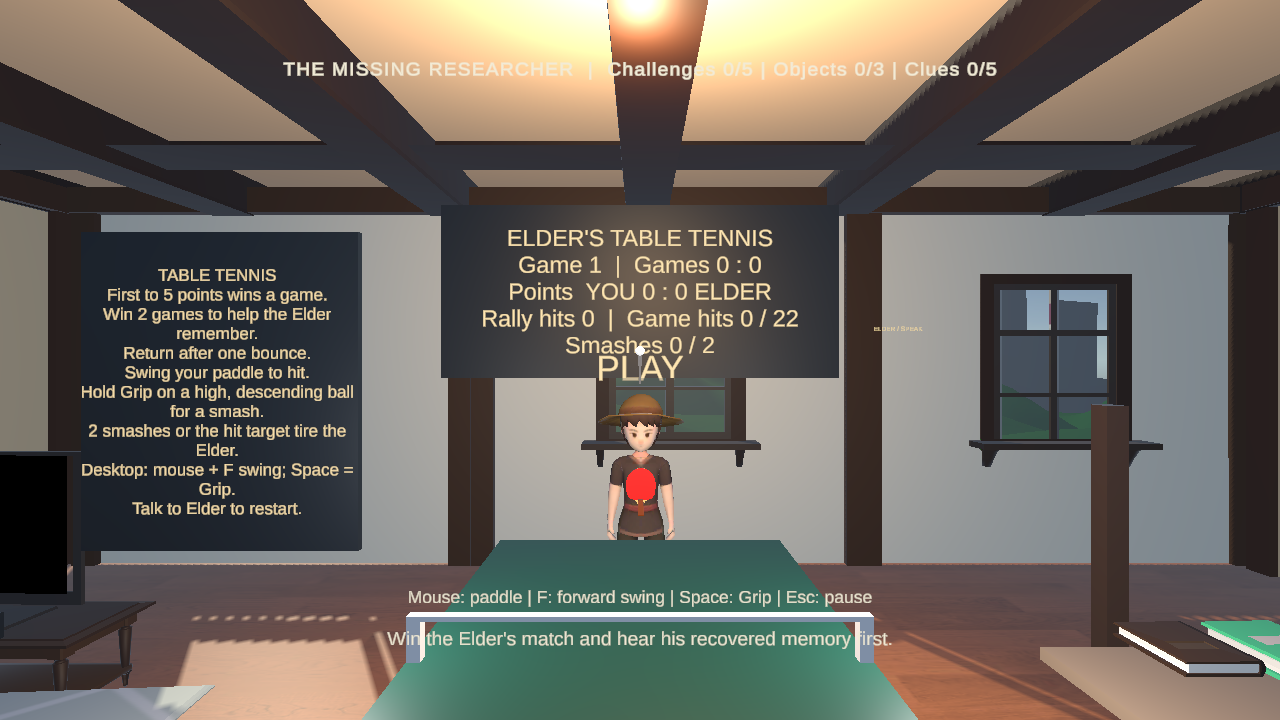 THE MISSING RESEARCHER | Challenges 0/5 | Objects 0/3 | Clues 0/5
ELDER'S TABLE TENNIS
Game 1 | Games 0 : 0
Points YOU 0 : 0 ELDER
Rally hits 0 | Game hits 0 / 22
Smashes 0 / 2
PLAY
TABLE TENNIS
First to 5 points wins a game.
Win 2 games to help the Elder
remember.
Return after one bounce.
Swing your paddle to hit.
Hold Grip on a high, descending ball
for a smash.
2 smashes or the hit target tire the
Elder.
Desktop: mouse + F swing; Space =
Grip.
Talk to Elder to restart.
Mouse: paddle | F: forward swing | Space: Grip | Esc: pause
Win the Elder's match and hear his recovered memory first.